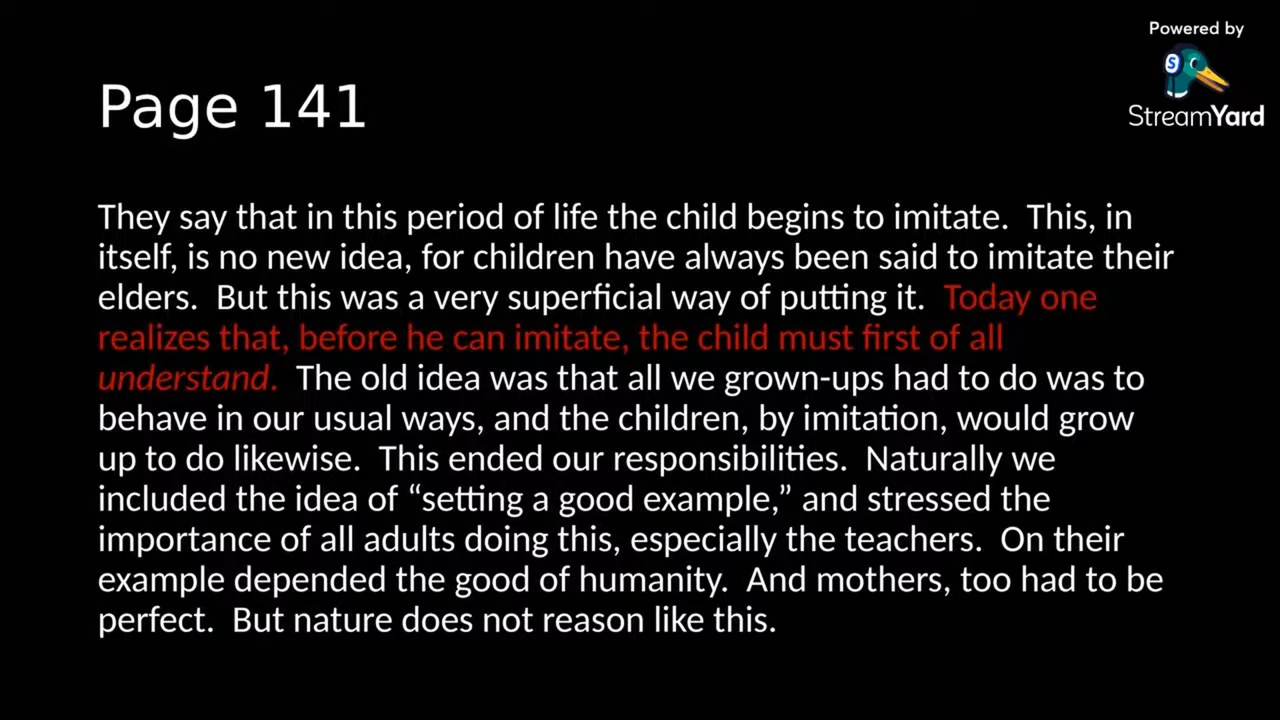 Powered by
S
StreamYard
Page 141
They say that in this period of life the child begins to imitate.  This, in
itself, is no new idea, for children have always been said to imitate their
elders.  But this was a very superficial way of putting it.  Today one
realizes that, before he can imitate, the child must first of all
understand.  The old idea was that all we grown-ups had to do was to
behave in our usual ways, and the children, by imitation, would grow
up to do likewise.  This ended our responsibilities.  Naturally we
included the idea of “setting a good example,” and stressed the
importance of all adults doing this, especially the teachers.  On their
example depended the good of humanity.  And mothers, too had to be
perfect.  But nature does not reason like this.